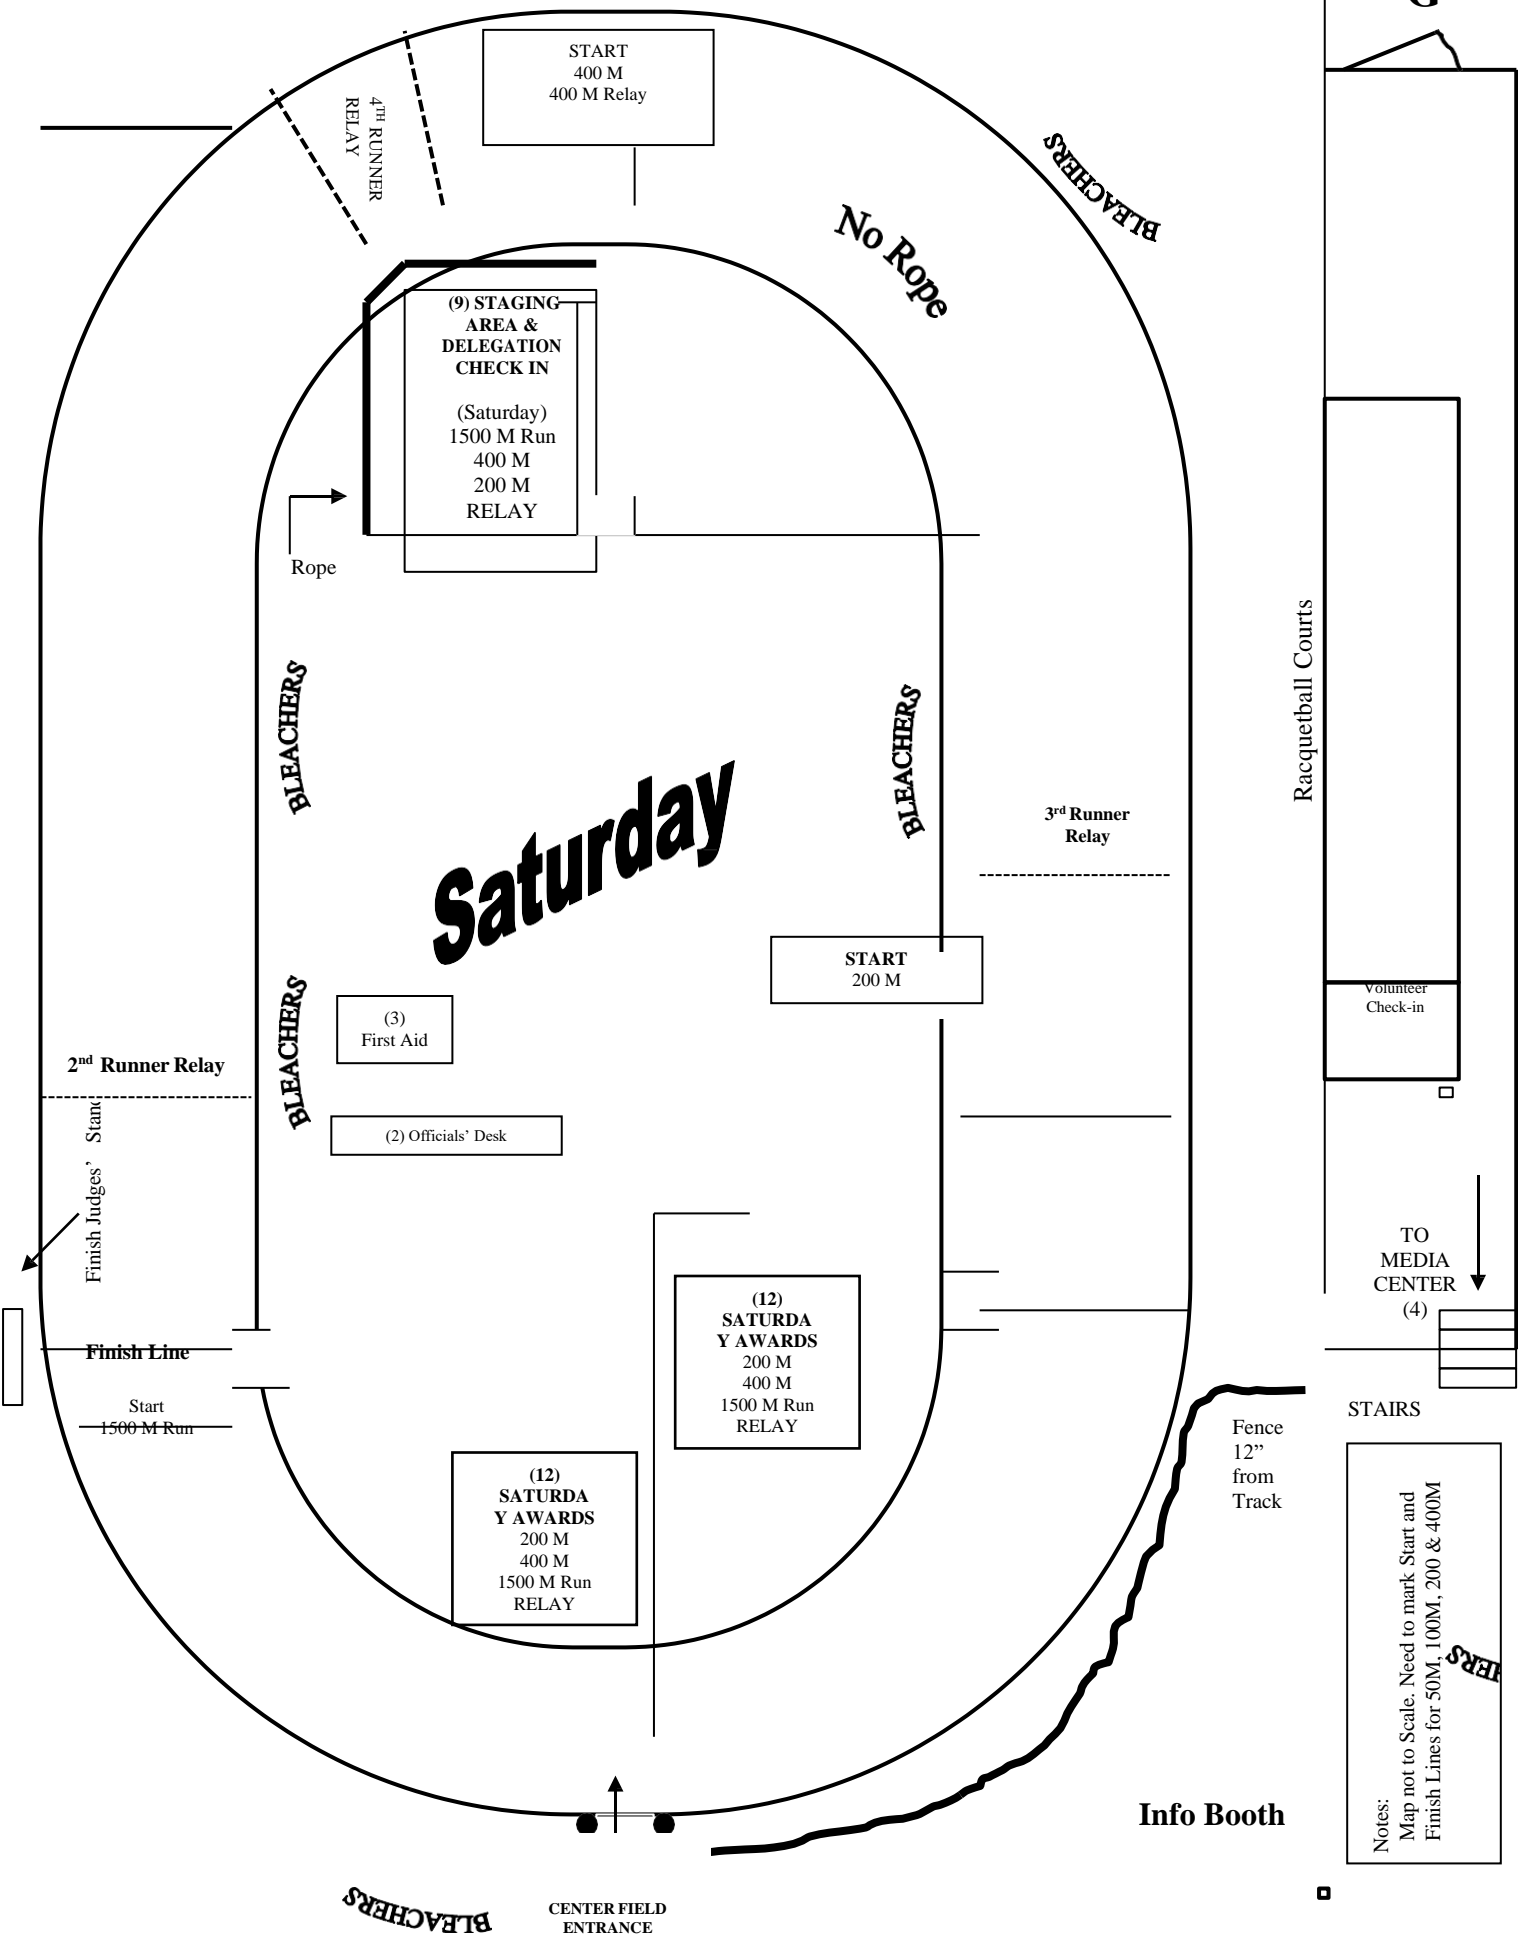 G
START
400 M
400 M Relay
4TH RUNNER
RELAY
BLEACHERS
No Rope
(9) STAGING
AREA &
DELEGATION
CHECK IN
(Saturday)
1500 M Run
400 M
200 M
RELAY
Rope
BLEACHERS
BLEACHERS
Racquetball Courts
Saturday
3rd Runner
Relay
START
200 M
Volunteer
Check-in
BLEACHERS
(3)
First Aid
2nd Runner Relay
(2) Officials’ Desk
Finish Judges’ Stand
TO
MEDIA
CENTER
(4)
(12)
SATURDA
Y AWARDS
200 M
400 M
1500 M Run
RELAY
Finish Line
Start
1500 M Run
STAIRS
Fence
12”
from
Track
(12)
SATURDA
Y AWARDS
200 M
400 M
1500 M Run
RELAY
Notes:
Map not to Scale. Need to mark Start and
Finish Lines for 50M, 100M, 200 & 400M
HERS
Info Booth
BLEACHERS
CENTER FIELD
ENTRANCE